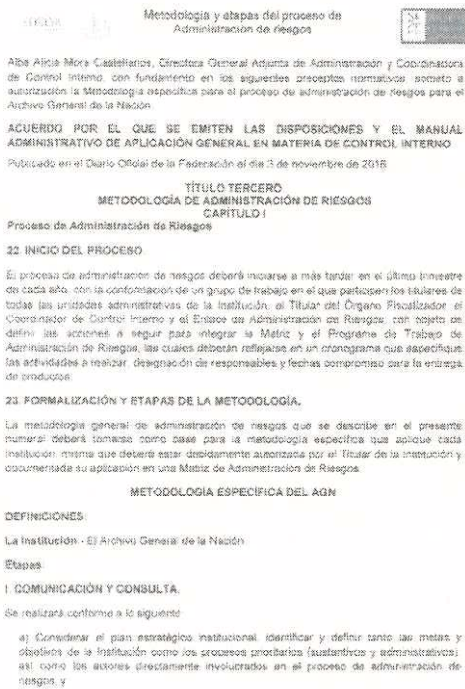 Metodología y etapas del proceso de
Administración de riesgos
Alba Alicia Mora Castellanos, Directora General Adjunta de Administración y Coordinadora
de Control Interno, con fundamento en los siguientes preceptos normativos someto a
autorización la Metodología específica para el proceso de administración de riesgos para el
Archivo General de la Nación
ACUERDO POR EL QUE SE EMITEN LAS DISPOSICIONES Y EL MANUAL
ADMINISTRATIVO DE APLICACIÓN GENERAL EN MATERIA DE CONTROL INTERNO
Publicado en el Diario Oficial de la Federación el día 3 de noviembre de 2016
TÍTULO TERCERO
METODOLOGÍA DE ADMINISTRACIÓN DE RIESGOS
CAPÍTULO I
Proceso de Administración de Riesgos
22. INICIO DEL PROCESO
El proceso de administración de riesgos deberá iniciarse a más tardar en el último trimestre
de cada año, con la conformación de un grupo de trabajo en el que participen los titulares de
todas las unidades administrativas de la Institución, el Titular del Órgano Fiscalizador, el
Coordinador de Control Interno y el Enlace de Administración de Riesgos, con objeto de
definir las acciones a seguir para integrar la Matriz y el Programa de Trabajo de
Administración de Riesgos, las cuales deberán reflejarse en un cronograma que especifique
las actividades a realizar, designación de responsables y fechas compromiso para la entrega
de productos.
23. FORMALIZACIÓN Y ETAPAS DE LA METODOLOGÍA.
La metodología general de administración de riesgos que se describe en el presente
numeral deberá tomarse como base para la metodología específica que aplique cada
Institución, misma que deberá estar debidamente autorizada por el Titular de la Institución y
documentada su aplicación en una Matriz de Administración de Riesgos.
METODOLOGÍA ESPECÍFICA DEL AGN
DEFINICIONES:
La Institución.- El Archivo General de la Nación
Etapas
I. COMUNICACIÓN Y CONSULTA.
Se realizará conforme a lo siguiente:
a) Considerar el plan estratégico institucional, identificar y definir tanto las metas y
objetivos de la Institución como los procesos prioritarios (sustantivos y administrativos)
así como los actores directamente involucrados en el proceso de administración de
riesgos, y